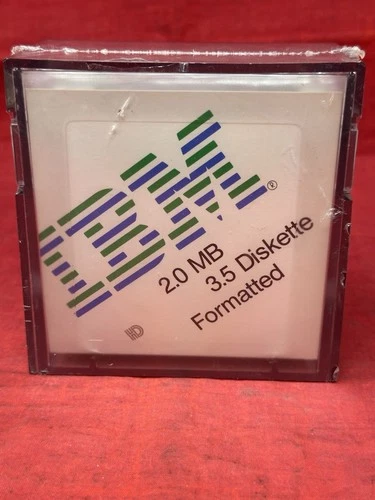 IBM®
2.0 MB
3.5 Diskette
Formatted
HD